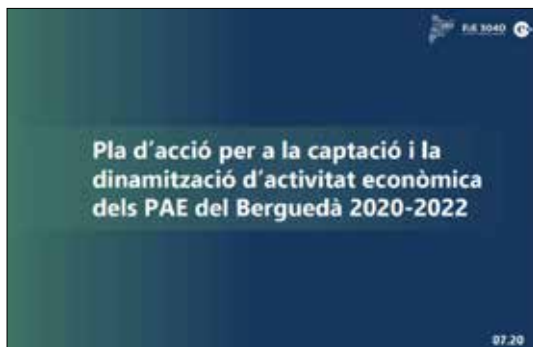 Pla d'acció per a la captació i la
dinamització d'activitat econòmica
dels PAE del Berguedà 2020-2022
07.20